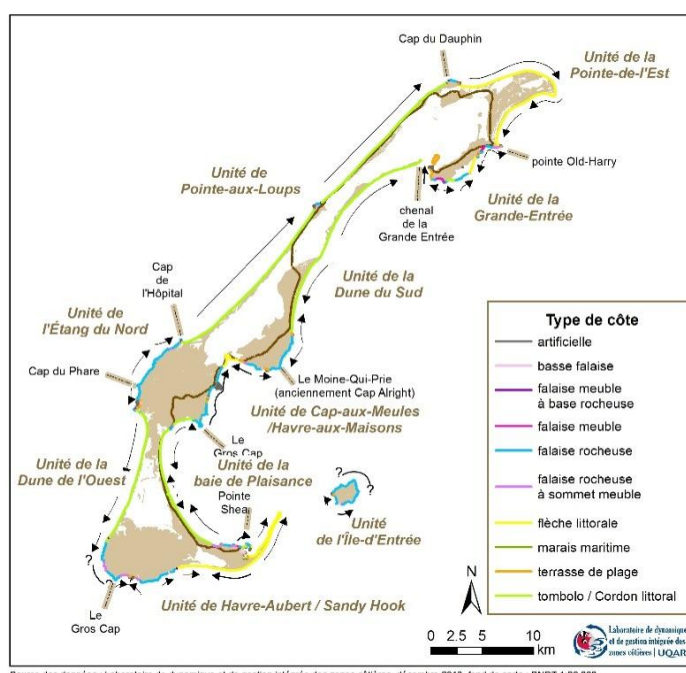 Cap du Dauphin
Unité de la
Pointe-de-l'Est
pointe Old-Harry
Unité de
Pointe-aux-Loups
Unité de la
Grande-Entrée
chenal
de la
Grande Entrée
Cap
de
l'Hôpital
Unité de la
Dune du Sud
Unité de
l'Étang du Nord
Cap du Phare
Le Moine-Qui-Prie
(anciennement Cap Alright)
Unité de Cap-aux-Meules
/Havre-aux-Maisons
Le
Gros Cap
Unité de la
Dune de l'Ouest
Unité de la
baie de Plaisance
Pointe
Shea
?
?
Unité
de l'Île-d'Entrée
?
Le
Gros Cap
Unité de Havre-Aubert / Sandy Hook
Type de côte
artificielle
basse falaise
falaise meuble
à base rocheuse
falaise meuble
falaise rocheuse
falaise rocheuse
à sommet meuble
flèche littorale
marais maritime
terrasse de plage
tombolo / Cordon littoral
N
0 2.5 5 10
km
Laboratoire de dynamique
et de gestion intégrée des
zones côtières | UQAR